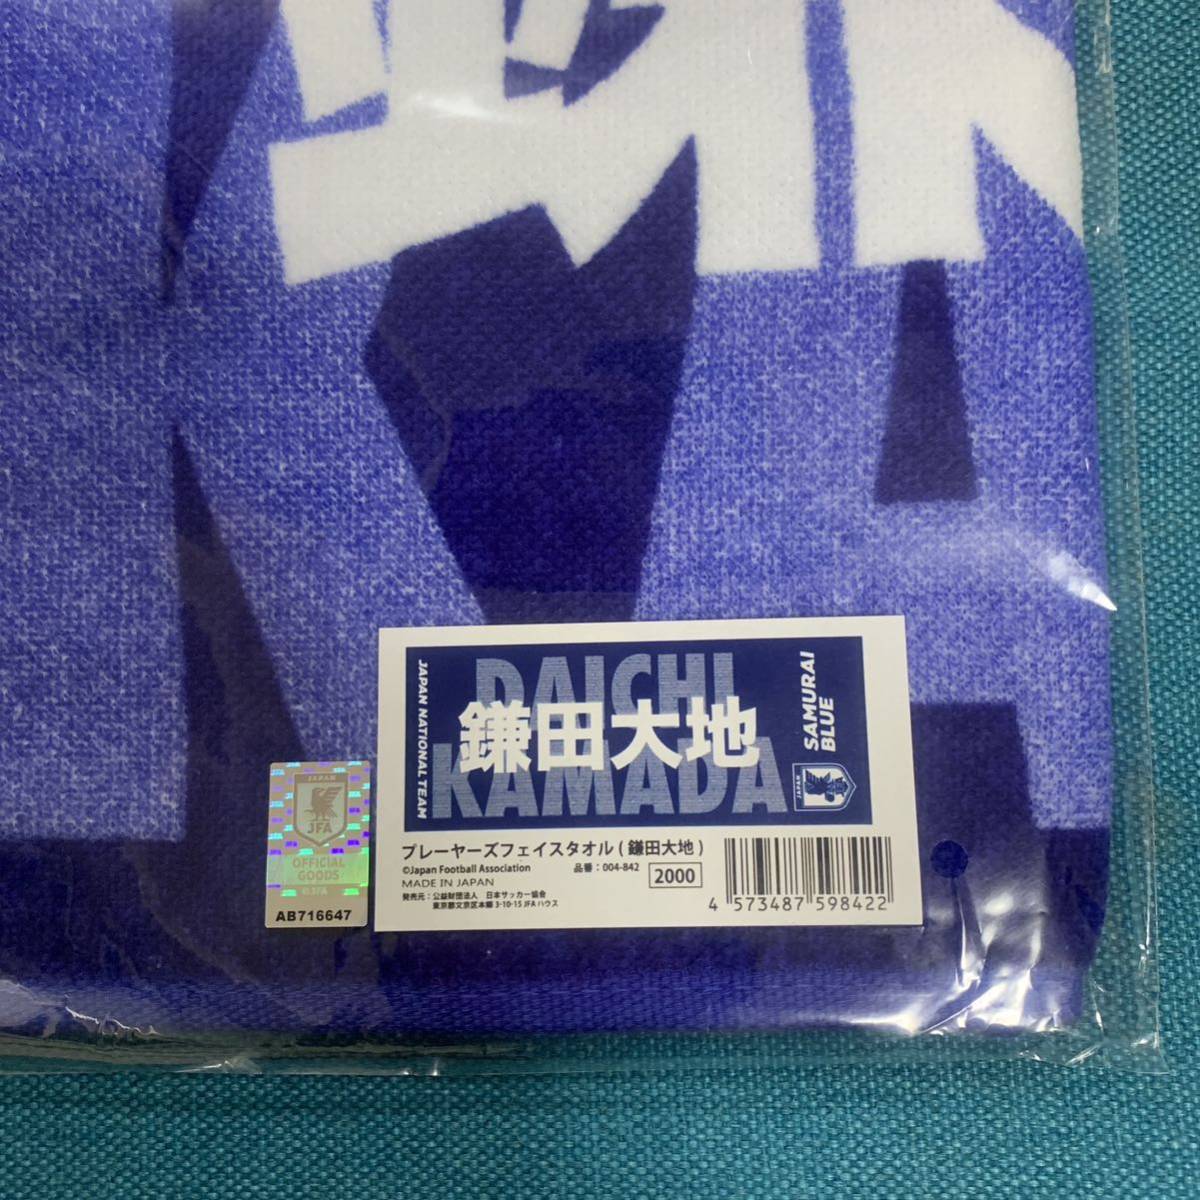 JAPAN NATIONAL TEAM
DAICHI
鎌田大地
KAMADA
SAMURAI
BLUE
JAPAN
プレーヤーズフェイスタオル ( 鎌田大地 )
©Japan Football Association
品番：004-842
MADE IN JAPAN
2000
発売元：公益財団法人 日本サッカー協会
東京都文京区本郷 3-10-15 JFA ハウス
4 573487 598422
JAPAN
JFA
OFFICIAL
GOODS
© JFA
AB716647